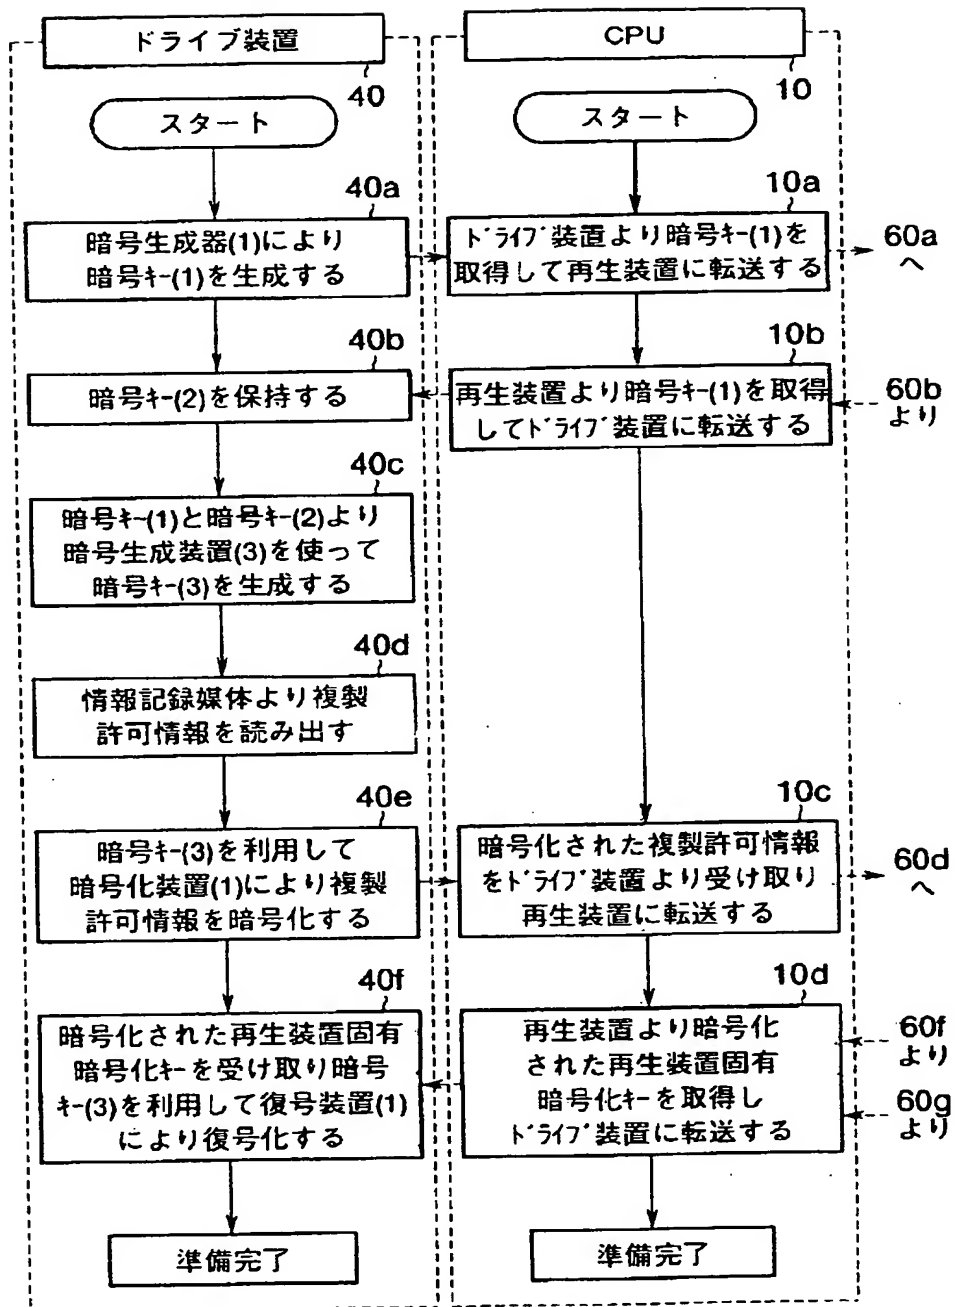 ドライブ装置
40
スタート
40a
暗号生成器(1)により
暗号ｷｰ(1)を生成する
40b
暗号ｷｰ(2)を保持する
40c
暗号ｷｰ(1)と暗号ｷｰ(2)より
暗号生成装置(3)を使って
暗号ｷｰ(3)を生成する
40d
情報記録媒体より複製
許可情報を読み出す
40e
暗号ｷｰ(3)を利用して
暗号化装置(1)により複製
許可情報を暗号化する
40f
暗号化された再生装置固有
暗号化ｷｰを受け取り暗号
ｷｰ(3)を利用して復号装置(1)
により復号化する
準備完了
CPU
10
スタート
10a
ﾄﾞﾗｲﾌﾞ装置より暗号ｷｰ(1)を
取得して再生装置に転送する
60a
へ
10b
再生装置より暗号ｷｰ(1)を取得
してﾄﾞﾗｲﾌﾞ装置に転送する
60b
より
10c
暗号化された複製許可情報
をﾄﾞﾗｲﾌﾞ装置より受け取り
再生装置に転送する
60d
へ
10d
再生装置より暗号化
された再生装置固有
暗号化ｷｰを取得し
ﾄﾞﾗｲﾌﾞ装置に転送する
60f
より
60g
より
準備完了